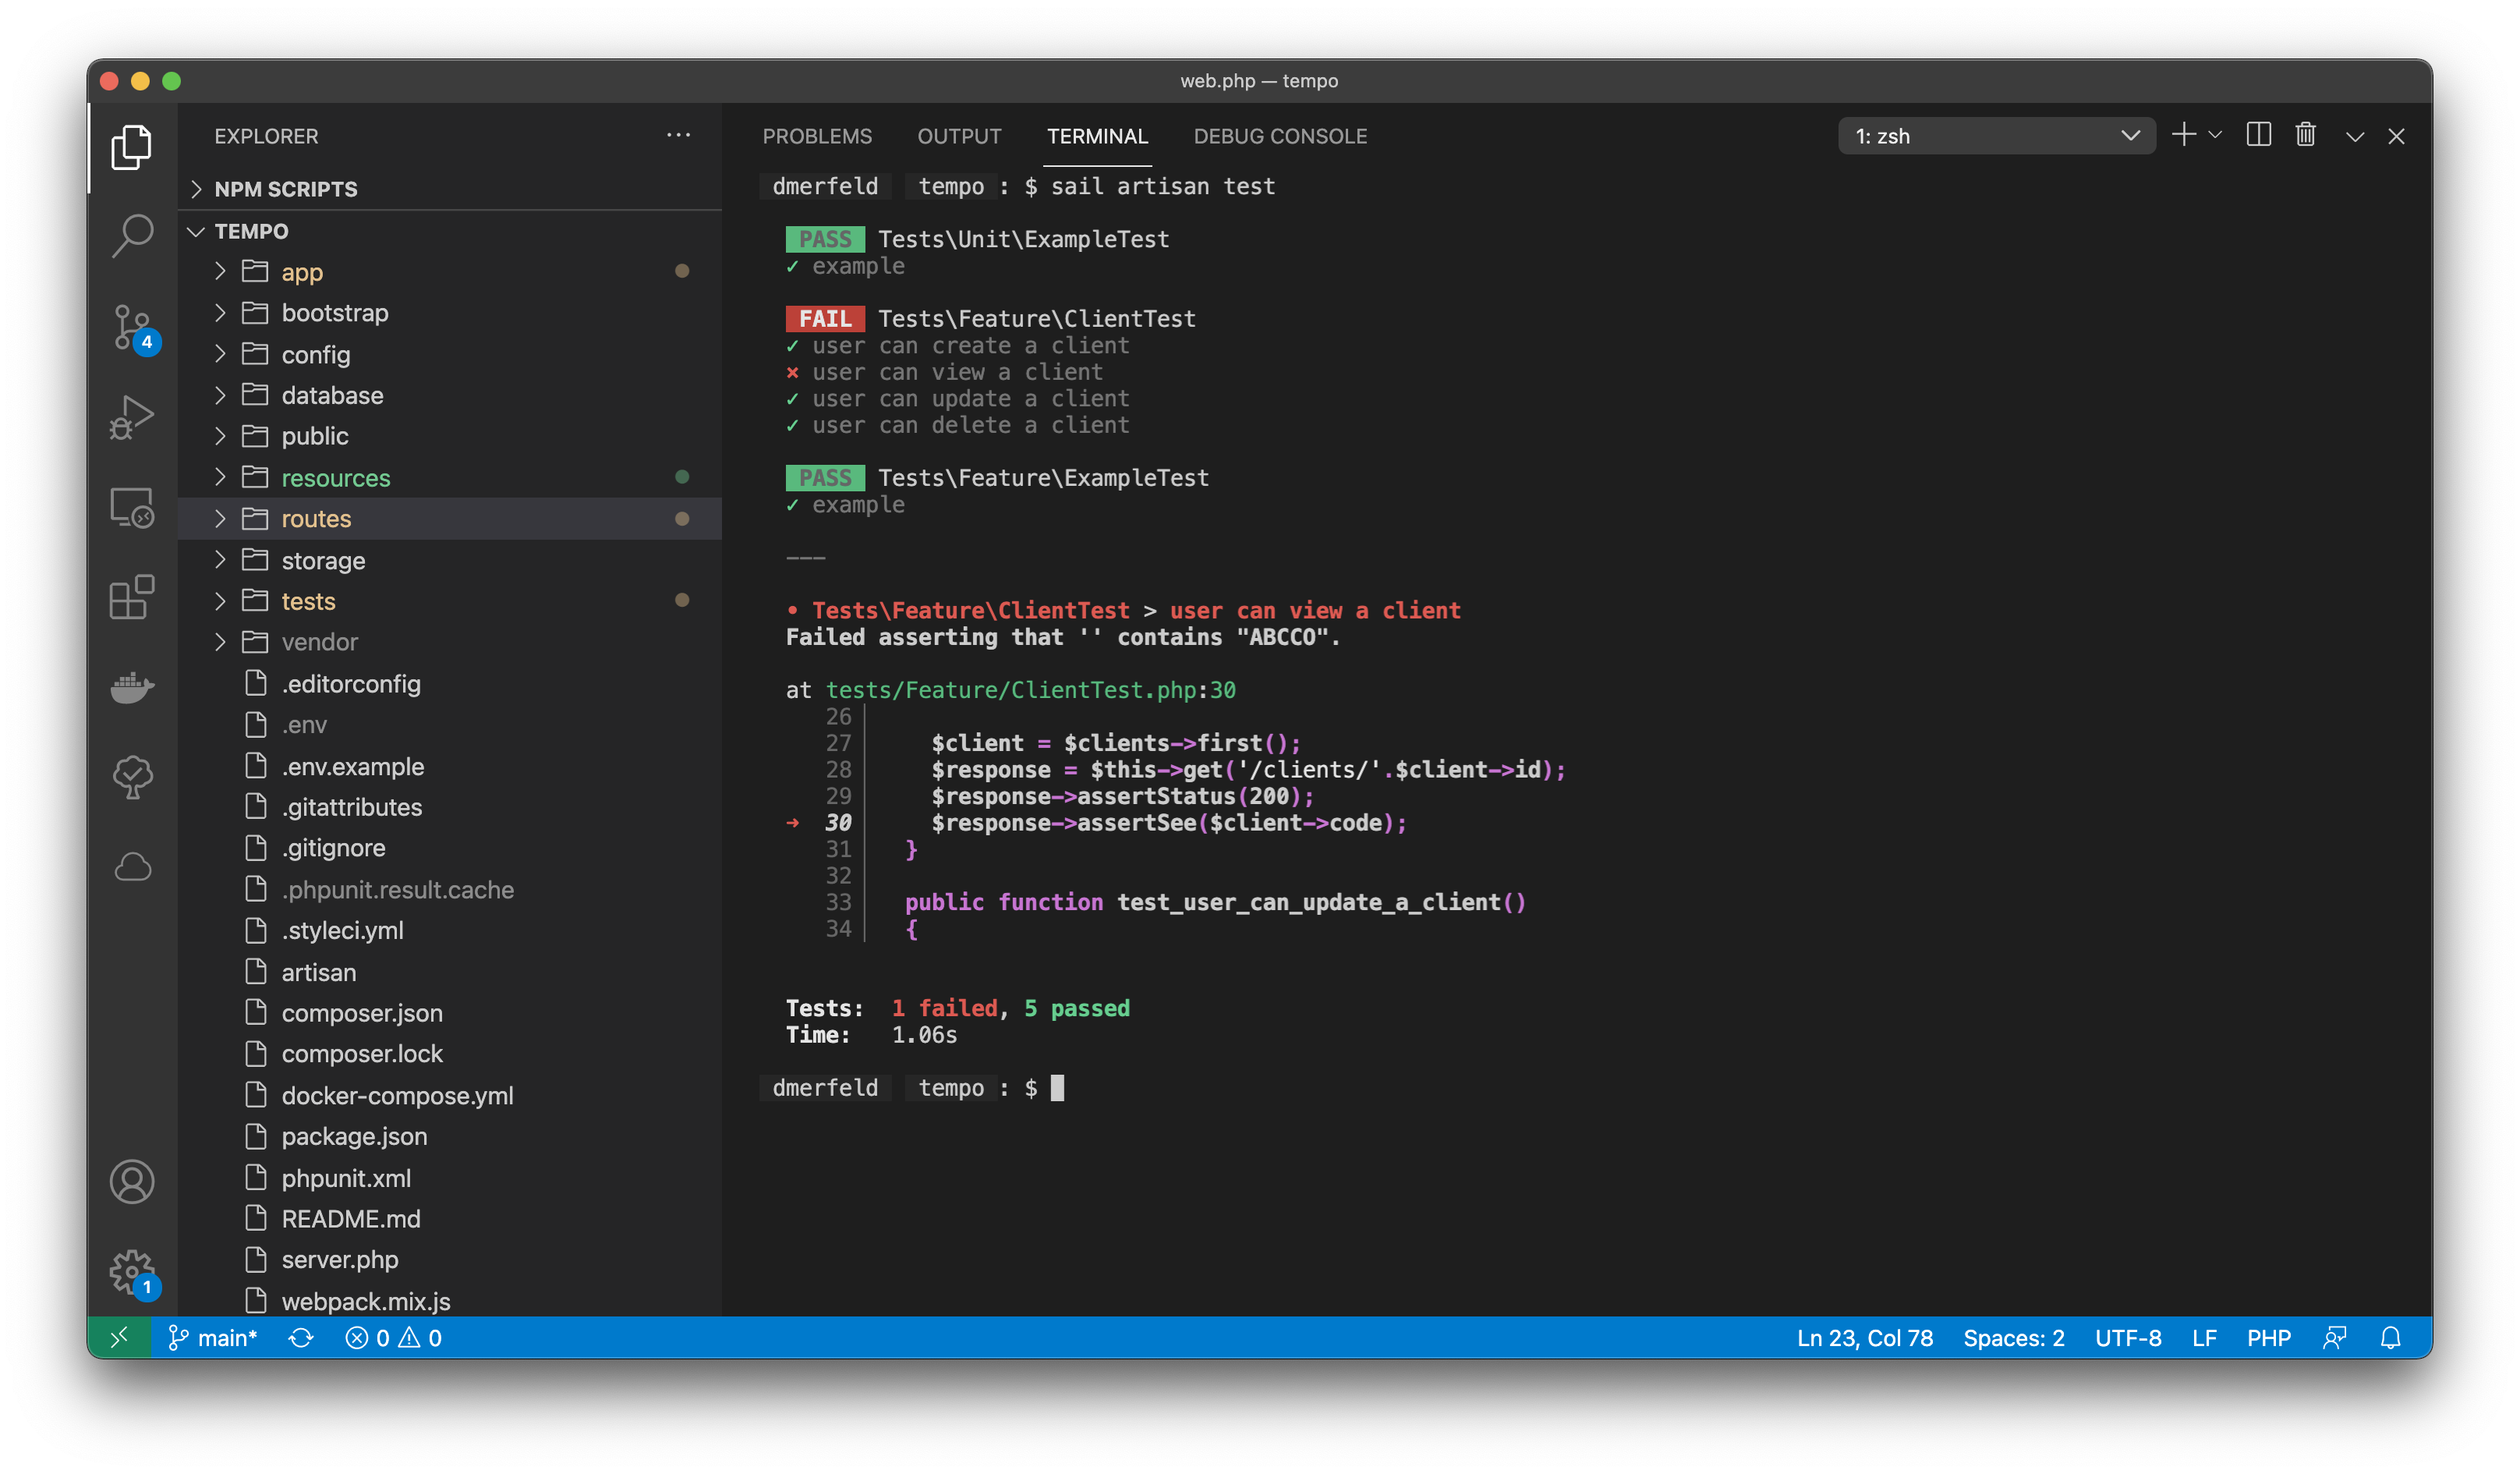 web.php — tempo
EXPLORER
NPM SCRIPTS
TEMPO
app
bootstrap
config
database
public
resources
routes
storage
tests
vendor
.editorconfig
.env
.env.example
.gitattributes
.gitignore
.phpunit.result.cache
.styleci.yml
artisan
composer.json
composer.lock
docker-compose.yml
package.json
phpunit.xml
README.md
server.php
webpack.mix.js
4
1
PROBLEMS OUTPUT TERMINAL DEBUG CONSOLE 1: zsh
dmerfeld tempo : $ sail artisan test
PASS Tests\Unit\ExampleTest
✓ example
FAIL Tests\Feature\ClientTest
✓ user can create a client
× user can view a client
✓ user can update a client
✓ user can delete a client
PASS Tests\Feature\ExampleTest
✓ example
———
• Tests\Feature\ClientTest > user can view a client
Failed asserting that '' contains "ABCCO".
at tests/Feature/ClientTest.php:30
26
27 $client = $clients->first();
28 $response = $this->get('/clients/'.$client->id);
29 $response->assertStatus(200);
➜ 30 $response->assertSee($client->code);
31 }
32
33 public function test_user_can_update_a_client()
34 {
Tests: 1 failed, 5 passed
Time: 1.06s
dmerfeld tempo : $
main* 0 0 Ln 23, Col 78 Spaces: 2 UTF-8 LF PHP